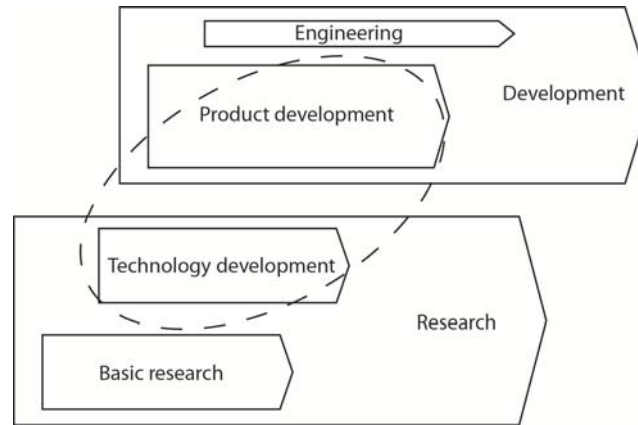 Engineering
Product development
Development
Technology development
Research
Basic research